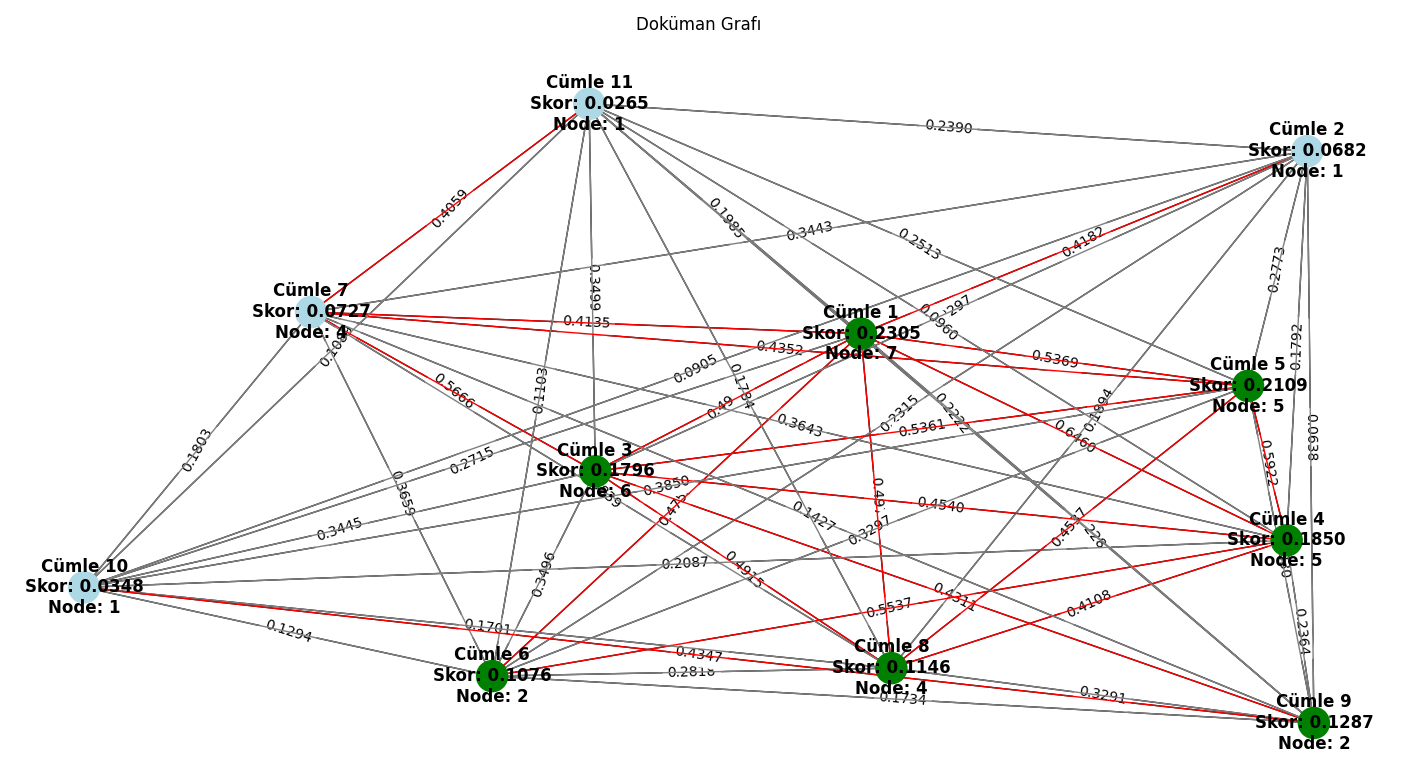 Doküman Grafı
Cümle 11
Skor: 0.0265
Node: 1
Cümle 2
Skor: 0.0682
Node: 1
0.2390
0.4059
0.1985
0.3443
0.2513
0.4182
0.2773
Cümle 7
Skor: 0.0727
Node: 4
0.3499
0.4135
0.4352
Cümle 1
Skor: 0.2305
Node: 7
0.0960
0.5369
0.1792
Cümle 5
Skor: 0.2109
Node: 5
0.0905
0.5666
0.1103
0.1734
0.49
0.2315
0.2222
0.1894
0.3643
0.5361
0.6460
0.0638
0.1803
0.2715
Cümle 3
Skor: 0.1796
Node: 6
0.5922
0.3659
0.3850
0.4540
0.3445
0.1427
0.3297
Cümle 4
Skor: 0.1850
Node: 5
0.2087
0.3496
0.4915
Cümle 10
Skor: 0.0348
Node: 1
0.4311
0.4108
0.5537
0.1294
0.1701
0.2364
Cümle 6
Skor: 0.1076
Node: 2
0.4347
Cümle 8
Skor: 0.1146
Node: 4
0.3291
0.1734
Cümle 9
Skor: 0.1287
Node: 2